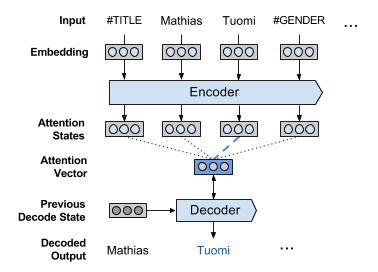 Input #TITLE Mathias Tuomi #GENDER ...
Embedding
Encoder
Attention
States
Attention
Vector
Previous
Decode State
Decoder
Decoded
Output
Mathias Tuomi ...